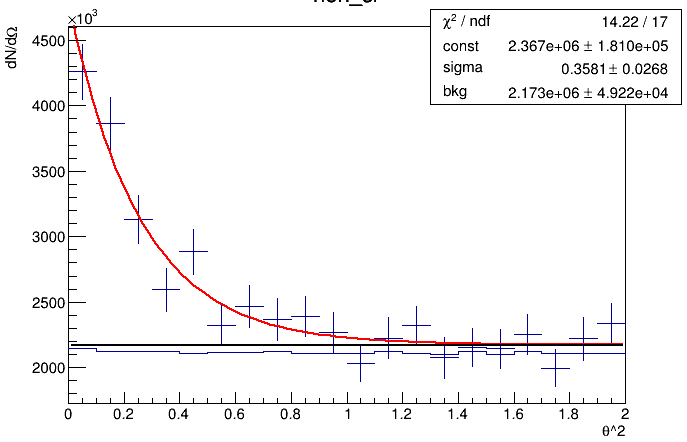 ×10³
dN/dΩ
χ² / ndf 14.22 / 17
const 2.367e+06 ± 1.810e+05
sigma 0.3581 ± 0.0268
bkg 2.173e+06 ± 4.922e+04
4500
4000
3500
3000
2500
2000
0 0.2 0.4 0.6 0.8 1 1.2 1.4 1.6 1.8 2
θ^2